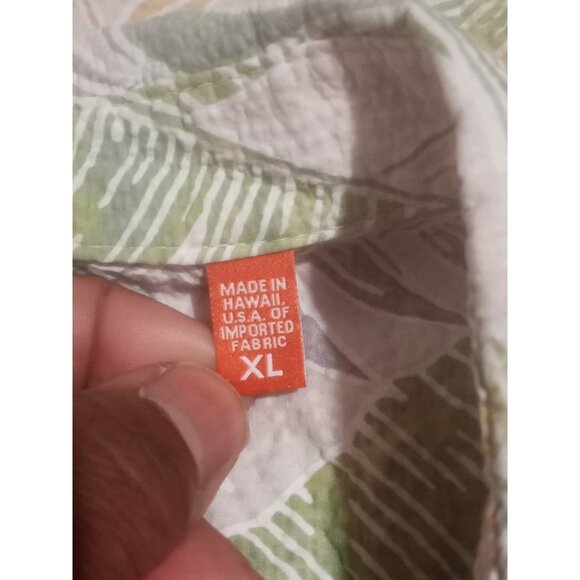 MADE IN
HAWAII,
U.S.A. OF
IMPORTED
FABRIC
XL